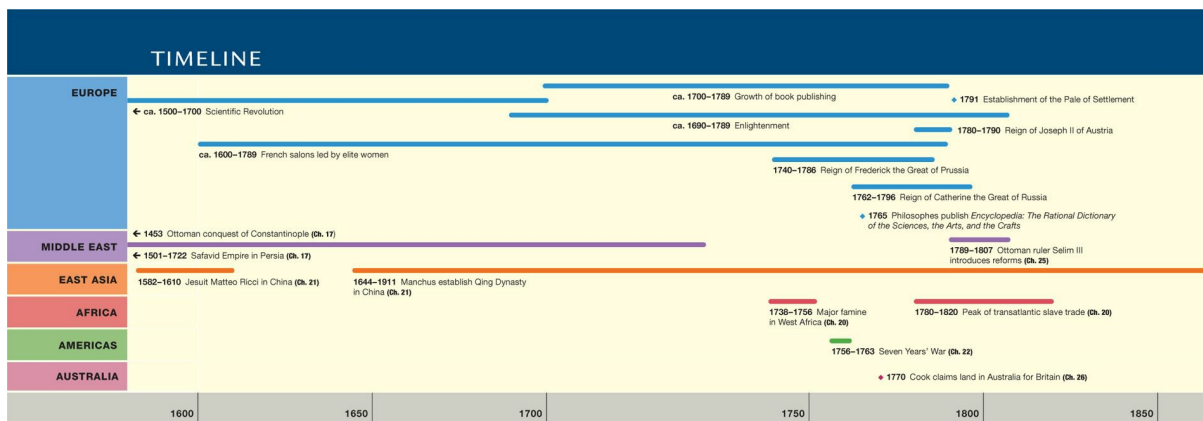 TIMELINE
EUROPE
ca. 1700–1789 Growth of book publishing
◆ 1791 Establishment of the Pale of Settlement
← ca. 1500–1700 Scientific Revolution
ca. 1690–1789 Enlightenment
1780–1790 Reign of Joseph II of Austria
ca. 1600–1789 French salons led by elite women
1740–1786 Reign of Frederick the Great of Prussia
1762–1796 Reign of Catherine the Great of Russia
◆ 1765 Philosophes publish Encyclopedia: The Rational Dictionary
of the Sciences, the Arts, and the Crafts
← 1453 Ottoman conquest of Constantinople (Ch. 17)
MIDDLE EAST
← 1501–1722 Safavid Empire in Persia (Ch. 17)
1789–1807 Ottoman ruler Selim III
introduces reforms (Ch. 25)
EAST ASIA
1582–1610 Jesuit Matteo Ricci in China (Ch. 21)
1644–1911 Manchus establish Qing Dynasty
in China (Ch. 21)
AFRICA
1738–1756 Major famine
in West Africa (Ch. 20)
1780–1820 Peak of transatlantic slave trade (Ch. 20)
AMERICAS
1756–1763 Seven Years' War (Ch. 22)
AUSTRALIA
◆ 1770 Cook claims land in Australia for Britain (Ch. 26)
1600 1650 1700 1750 1800 1850